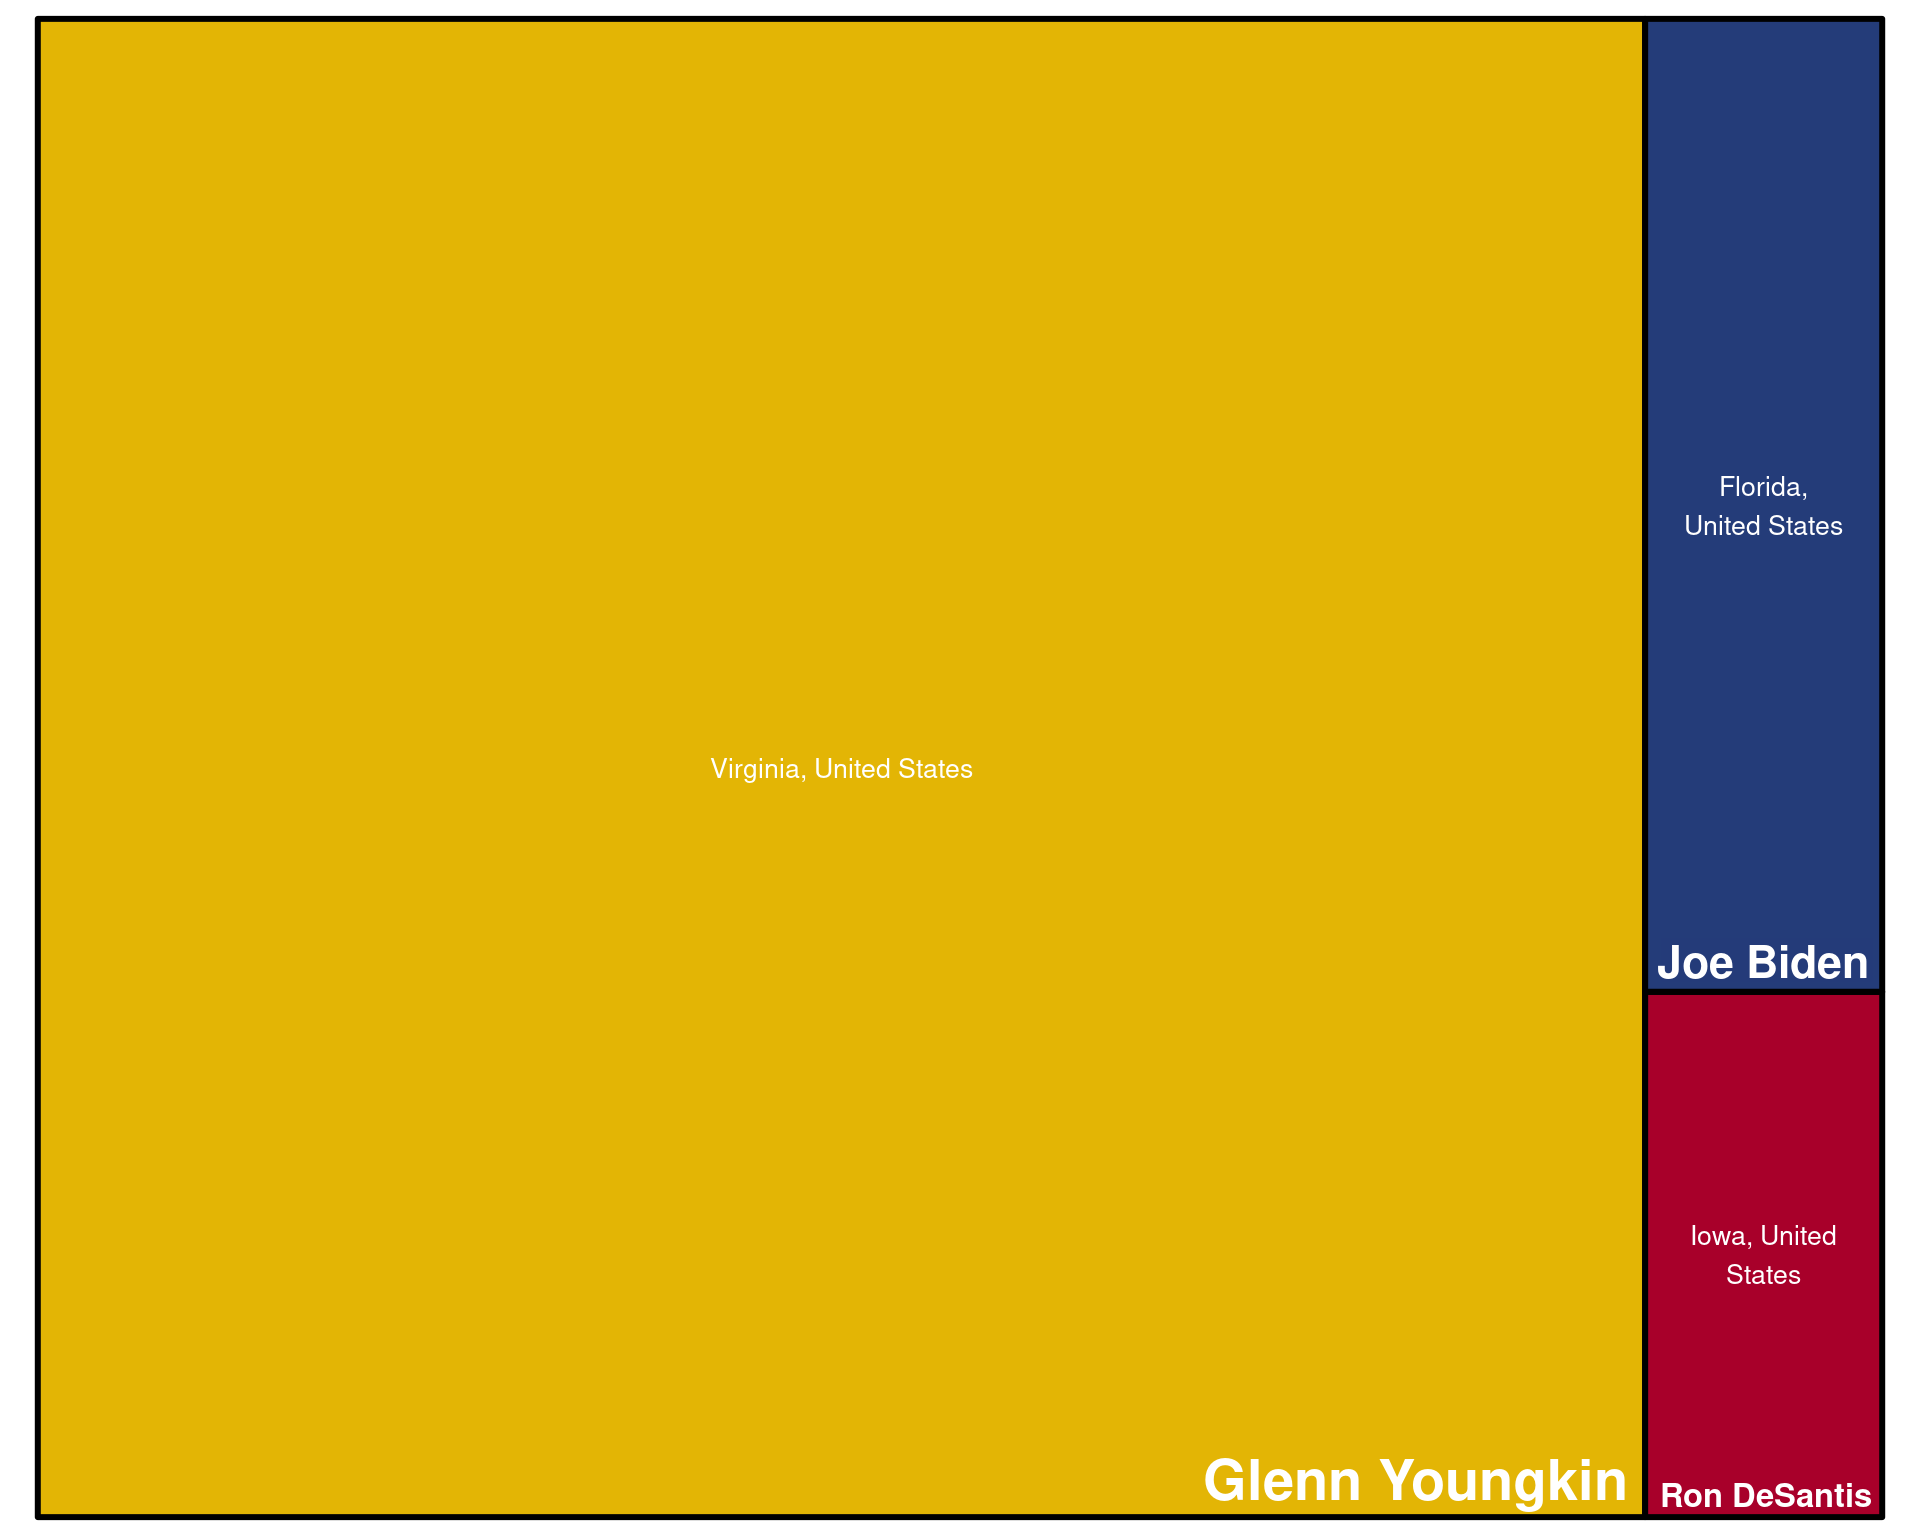 Virginia, United States
Glenn Youngkin
Florida,
United States
Joe Biden
Iowa, United
States
Ron DeSantis